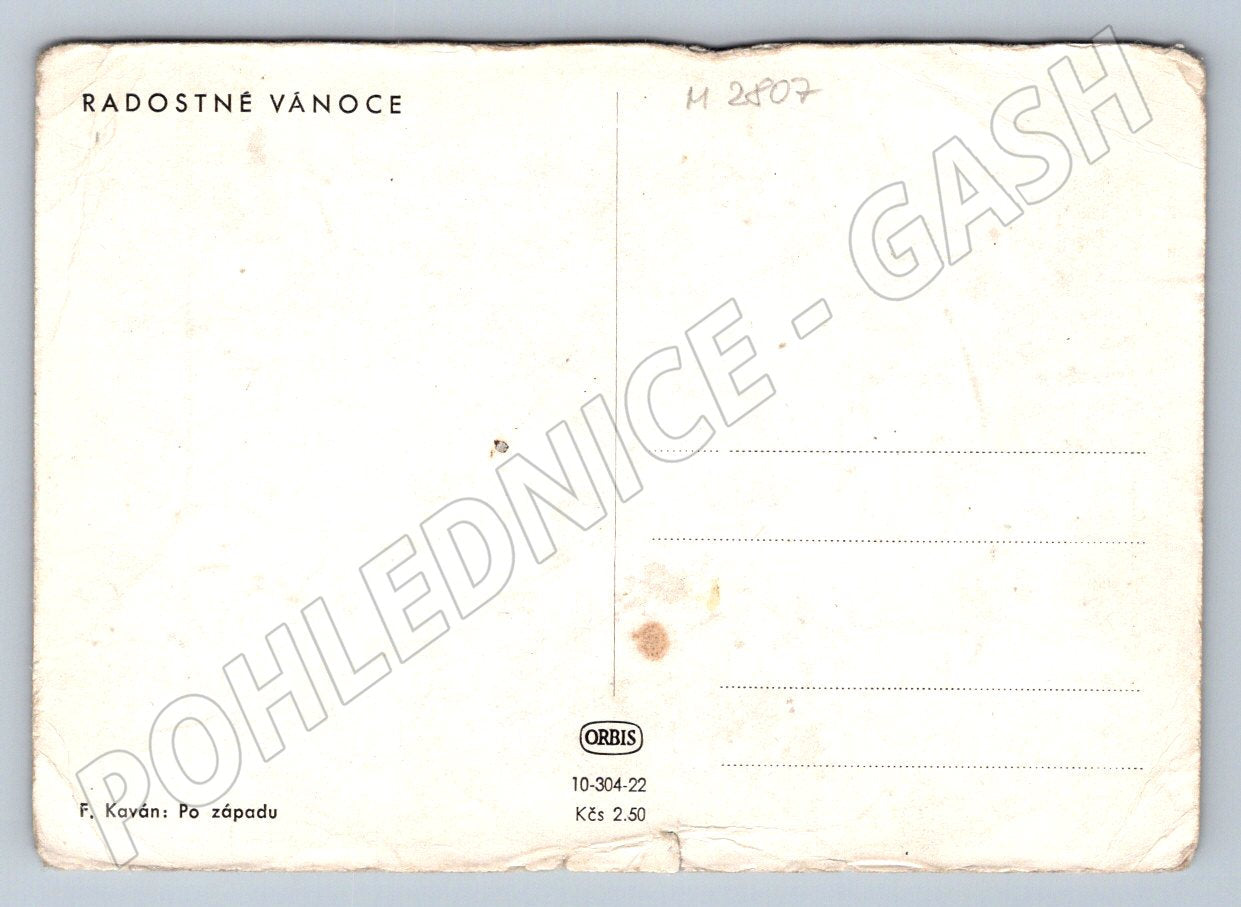 RADOSTNÉ VÁNOCE
M 2807
POHLEDNICE - GASH
ORBIS
10-304-22
Kčs 2.50
F. Kaván: Po západu